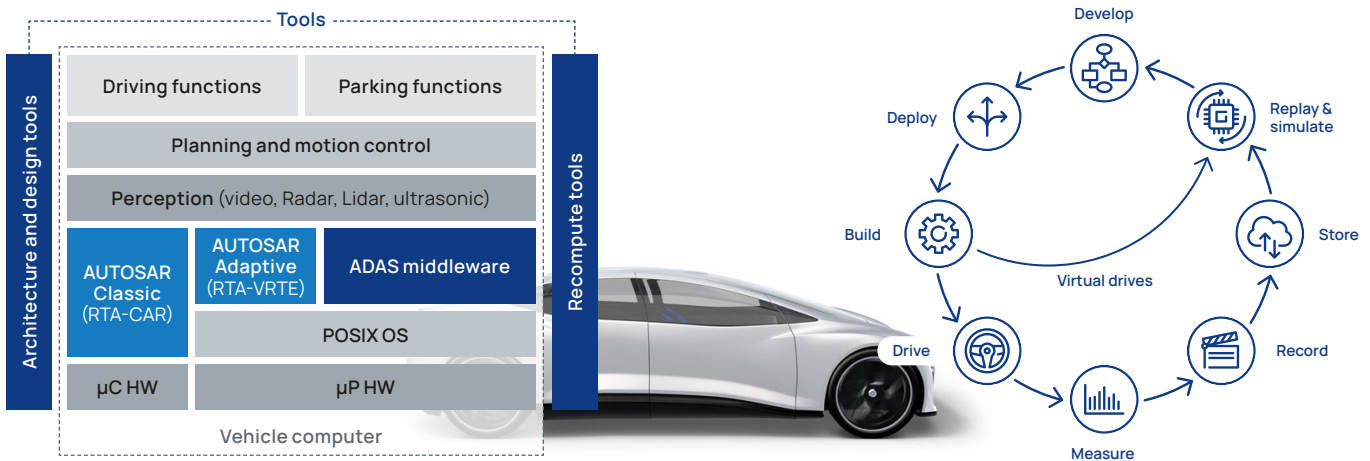 Tools
Architecture and design tools
Driving functions
Parking functions
Planning and motion control
Perception (video, Radar, Lidar, ultrasonic)
AUTOSAR
Classic
(RTA-CAR)
AUTOSAR
Adaptive
(RTA-VRTE)
ADAS middleware
POSIX OS
µC HW
µP HW
Vehicle computer
Recompute tools
Develop
Deploy
Replay &
simulate
Build
Store
Virtual drives
Drive
Record
Measure